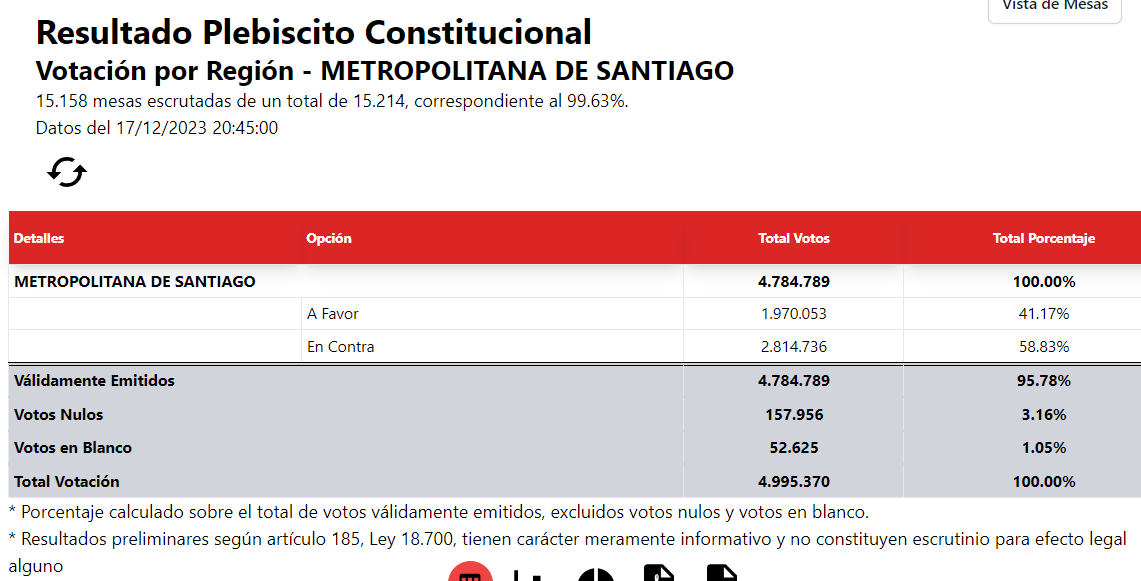 Vista de Mesas
Resultado Plebiscito Constitucional
Votación por Región - METROPOLITANA DE SANTIAGO
15.158 mesas escrutadas de un total de 15.214, correspondiente al 99.63%.
Datos del 17/12/2023 20:45:00
Detalles Opción Total Votos Total Porcentaje
METROPOLITANA DE SANTIAGO 4.784.789 100.00%
A Favor 1.970.053 41.17%
En Contra 2.814.736 58.83%
Válidamente Emitidos 4.784.789 95.78%
Votos Nulos 157.956 3.16%
Votos en Blanco 52.625 1.05%
Total Votación 4.995.370 100.00%
* Porcentaje calculado sobre el total de votos válidamente emitidos, excluidos votos nulos y votos en blanco.
* Resultados preliminares según artículo 185, Ley 18.700, tienen carácter meramente informativo y no constituyen escrutinio para efecto legal
alguno